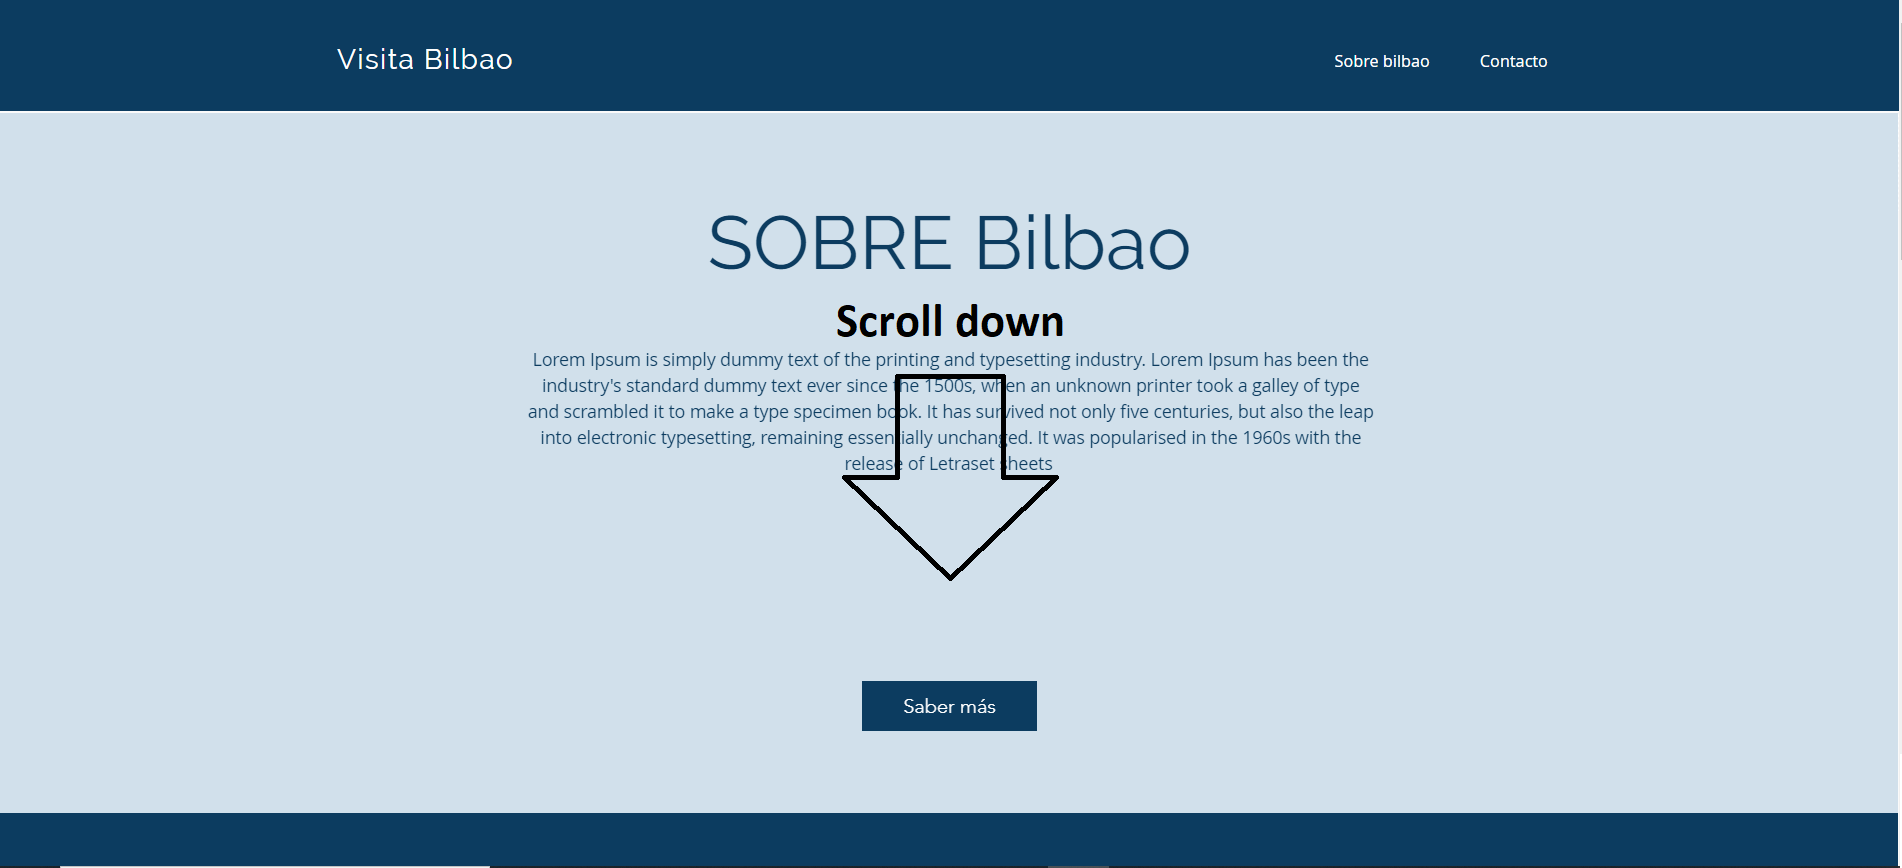 Visita Bilbao
Sobre bilbao
Contacto
SOBRE Bilbao
Scroll down
Lorem Ipsum is simply dummy text of the printing and typesetting industry. Lorem Ipsum has been the
industry's standard dummy text ever since the 1500s, when an unknown printer took a galley of type
and scrambled it to make a type specimen book. It has survived not only five centuries, but also the leap
into electronic typesetting, remaining essentially unchanged. It was popularised in the 1960s with the
release of Letraset sheets
Saber más